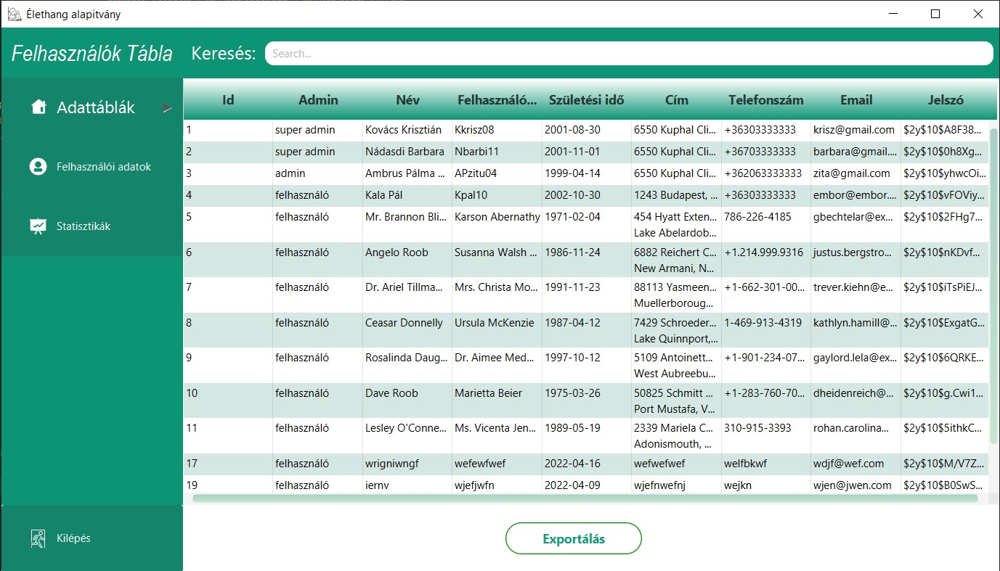 Élethang alapitvány
Felhasználók Tábla
Keresés:
Search...
Adattáblák
Felhasználói adatok
Statisztikák
Kilépés
Id Admin Név Felhasználó... Születési idő Cím Telefonszám Email Jelszó
1 super admin Kovács Krisztián Kkrisz08 2001-08-30 6550 Kuphal Cli... +36303333333 krisz@gmail.com $2y$10$A8F38...
2 super admin Nádasdi Barbara Nbarbi11 2001-11-01 6550 Kuphal Cli... +36703333333 barbara@gmail.... $2y$10$0h8Xg...
3 admin Ambrus Pálma ... APzitu04 1999-04-14 6550 Kuphal Cli... +362063333333 zita@gmail.com $2y$10$yhwcOi...
4 felhasználó Kala Pál Kpal10 2002-10-30 1243 Budapest, ... +36303333333 embor@embor.... $2y$10$vFOViy...
5 felhasználó Mr. Brannon Bli... Karson Abernathy 1971-02-04 454 Hyatt Exten... 786-226-4185 gbechtelar@ex... $2y$10$2FHg7...
Lake Abelardob...
6 felhasználó Angelo Roob Susanna Walsh ... 1986-11-24 6882 Reichert C... +1.214.999.9316 justus.bergstro... $2y$10$nKDvf...
New Armani, N...
7 felhasználó Dr. Ariel Tillma... Mrs. Christa Mo... 1991-11-23 88113 Yasmeen... +1-662-301-00... trever.kiehn@e... $2y$10$iTsPiEJ...
Muellerboroug...
8 felhasználó Ceasar Donnelly Ursula McKenzie 1987-04-12 7429 Schroeder... 1-469-913-4319 kathlyn.hamill@... $2y$10$ExgatG...
Lake Quinnport,...
9 felhasználó Rosalinda Daug... Dr. Aimee Med... 1997-10-12 5109 Antoinett... +1-901-234-07... gaylord.lela@ex... $2y$10$6QRKE...
West Aubreebu...
10 felhasználó Dave Roob Marietta Beier 1975-03-26 50825 Schmitt ... +1-283-760-70... dheidenreich@... $2y$10$g.Cwi1...
Port Mustafa, V...
11 felhasználó Lesley O'Conne... Ms. Vicenta Jen... 1989-05-19 2339 Mariela C... 310-915-3393 rohan.carolina... $2y$10$5ithkC...
Adonismouth, ...
17 felhasználó wrigniwngf wefewfwef 2022-04-16 wefwefwef welfbkwf wdjf@wef.com $2y$10$M/V7Z...
19 felhasználó iernv wjefjwfn 2022-04-09 wjefnwefnj wejkn wjen@jwen.com $2y$10$B0SwS...
Exportálás